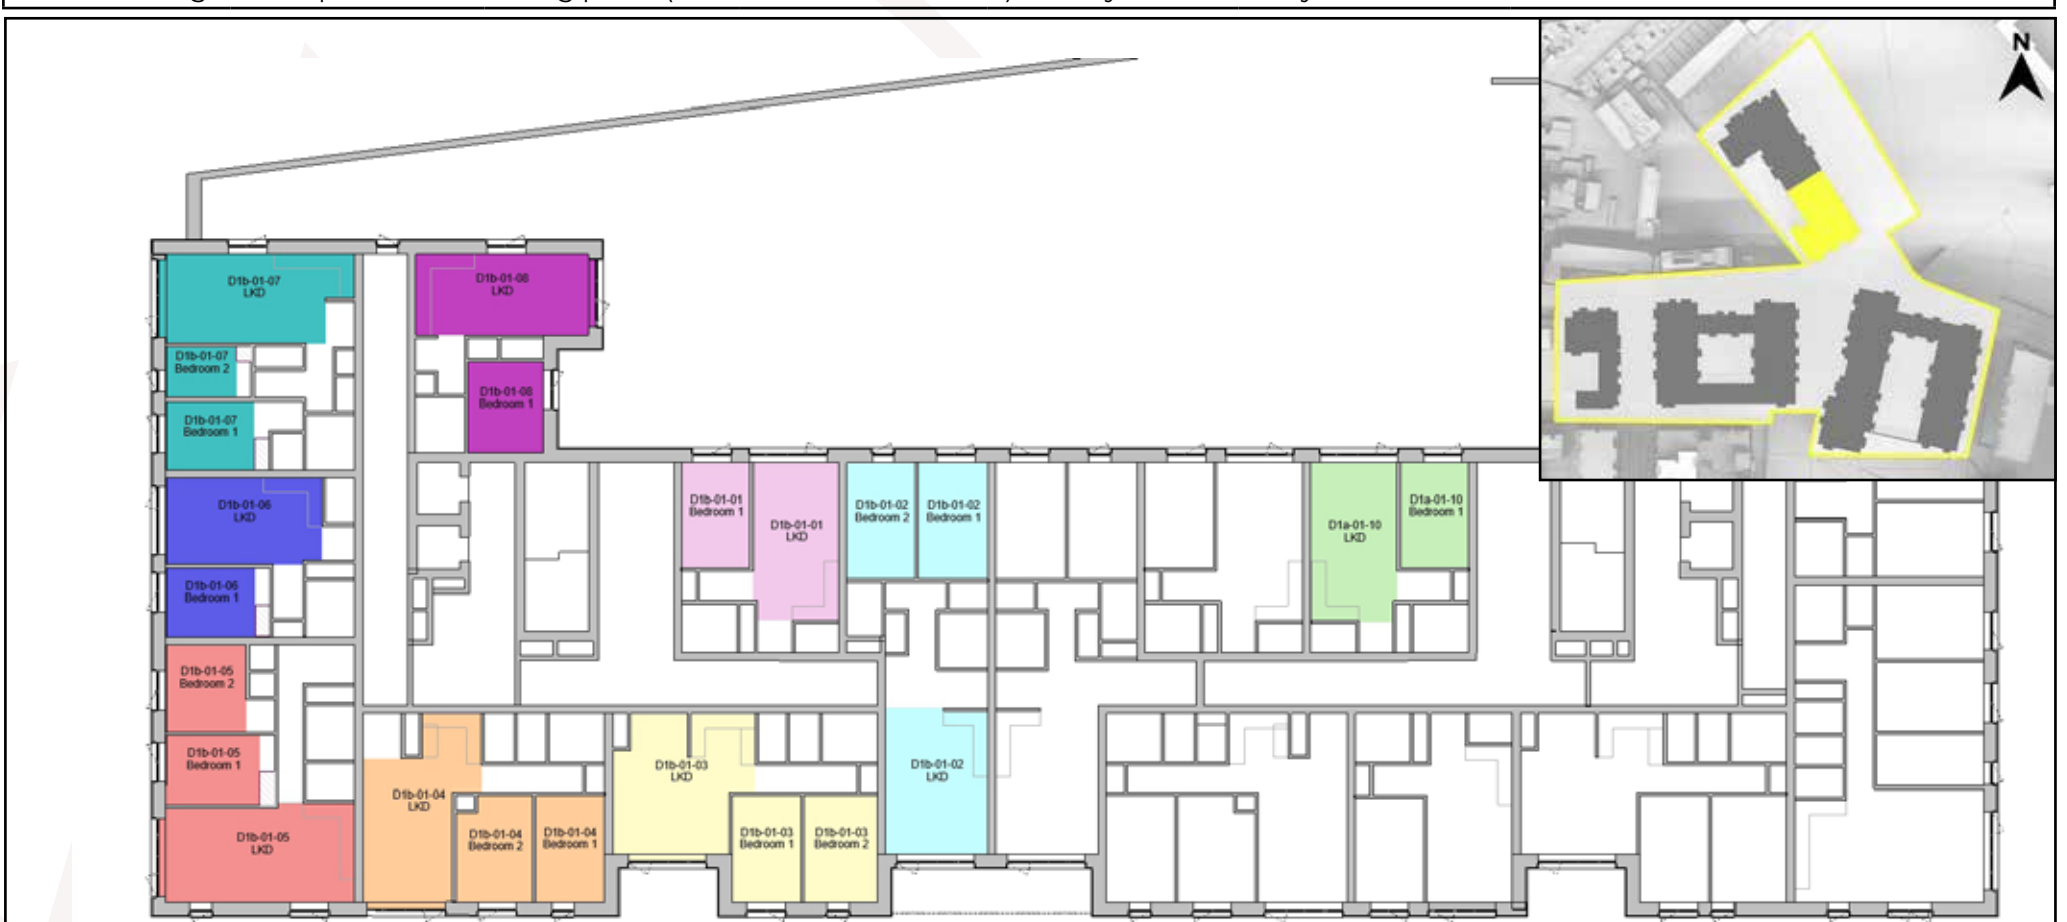 N
D1b-01-07
LKD
D1b-01-08
LKD
D1b-01-07
Bedroom 2
D1b-01-08
Bedroom 1
D1b-01-07
Bedroom 1
D1b-01-06
LKD
D1b-01-01
Bedroom 1
D1b-01-01
LKD
D1b-01-02
Bedroom 2
D1b-01-02
Bedroom 1
D1a-01-10
LKD
D1a-01-10
Bedroom 1
D1b-01-06
Bedroom 1
D1b-01-05
Bedroom 2
D1b-01-05
Bedroom 1
D1b-01-05
LKD
D1b-01-04
LKD
D1b-01-04
Bedroom 2
D1b-01-04
Bedroom 1
D1b-01-03
LKD
D1b-01-03
Bedroom 1
D1b-01-03
Bedroom 2
D1b-01-02
LKD